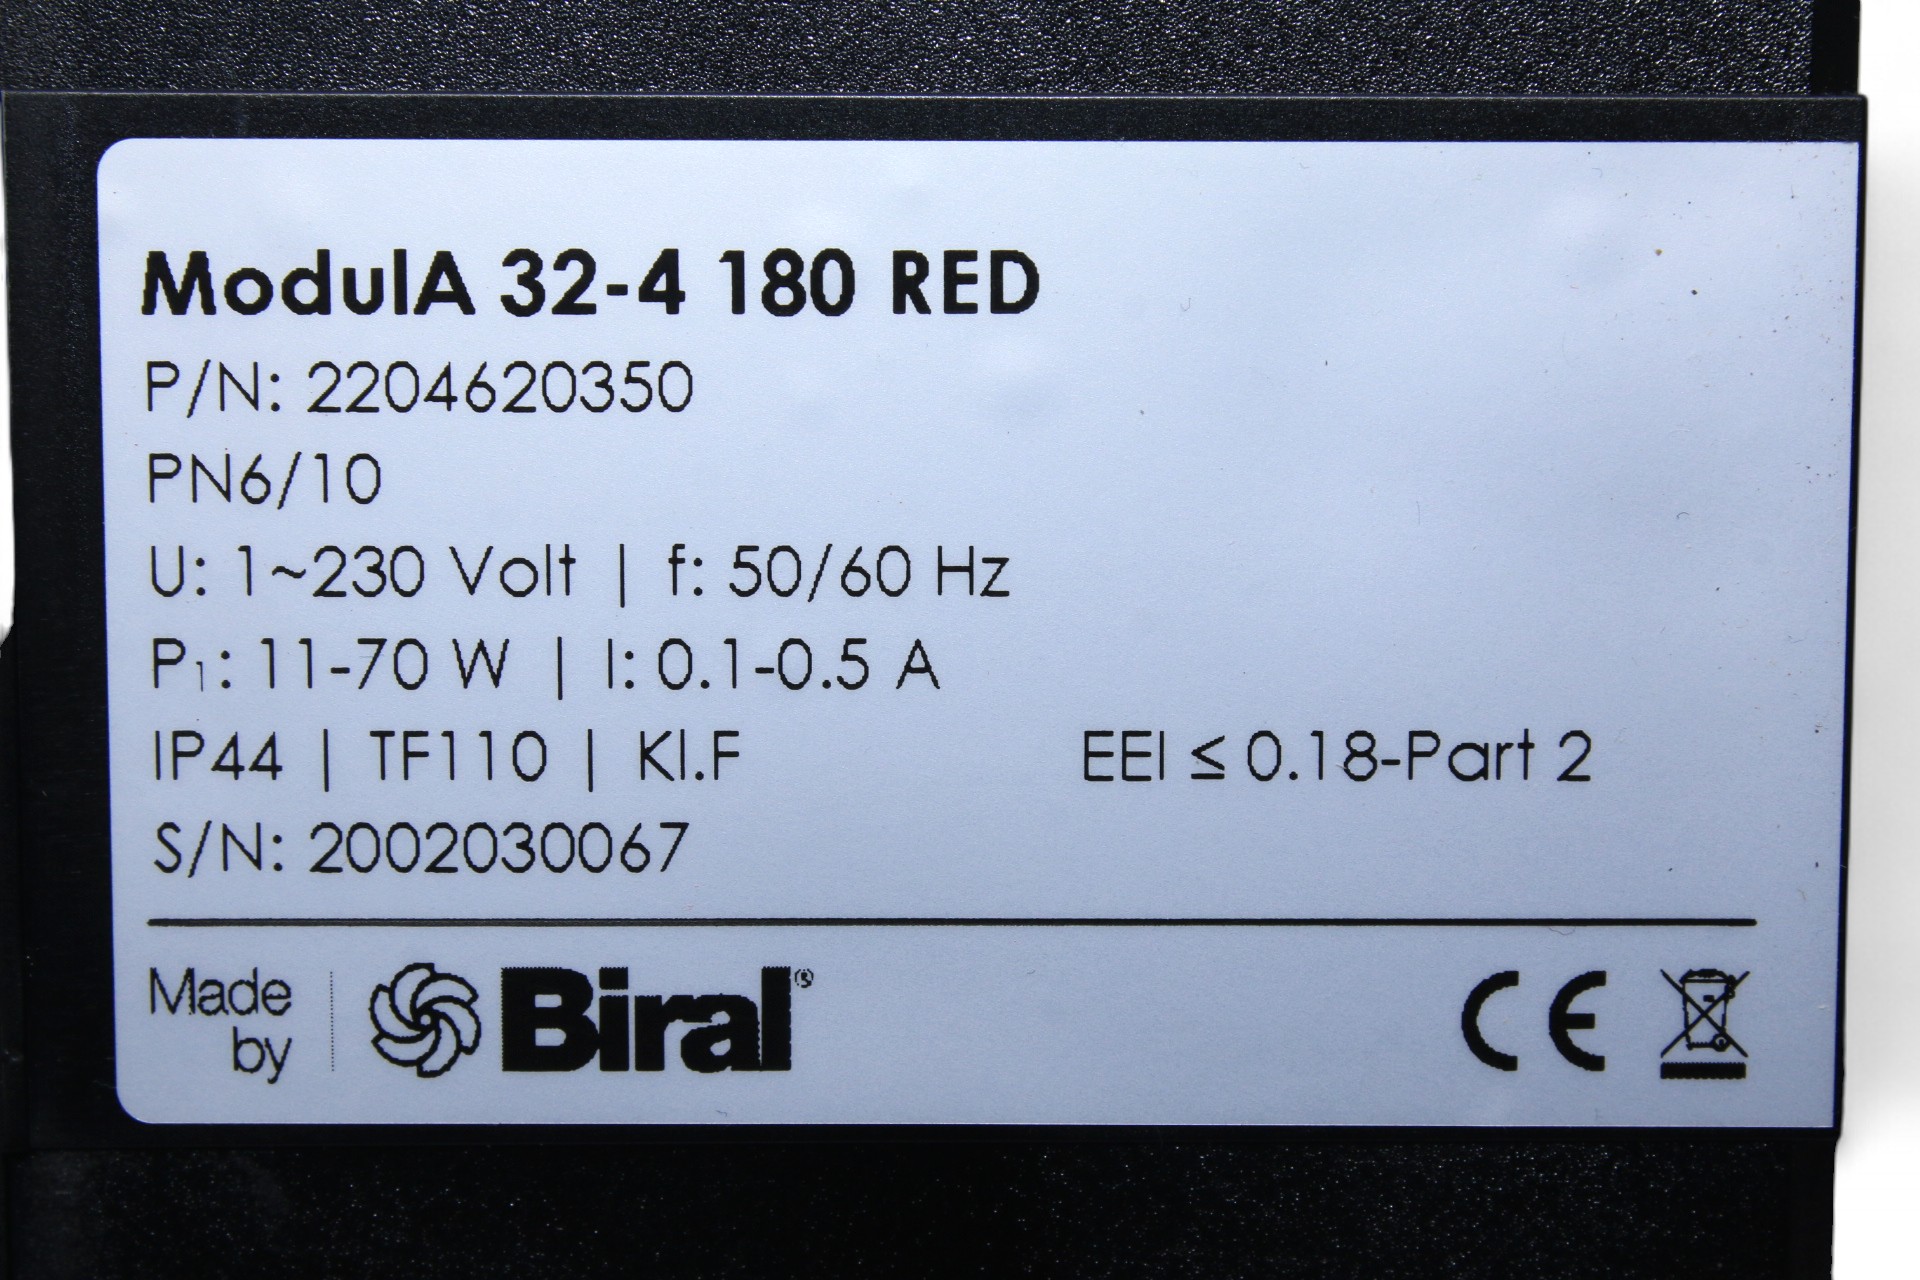 ModulA 32-4 180 RED
P/N: 2204620350
PN6/10
U: 1~230 Volt | f: 50/60 Hz
P₁: 11-70 W | I: 0.1-0.5 A
IP44 | TF110 | Kl.F EEI ≤ 0.18-Part 2
S/N: 2002030067
Made by Biral®
CE